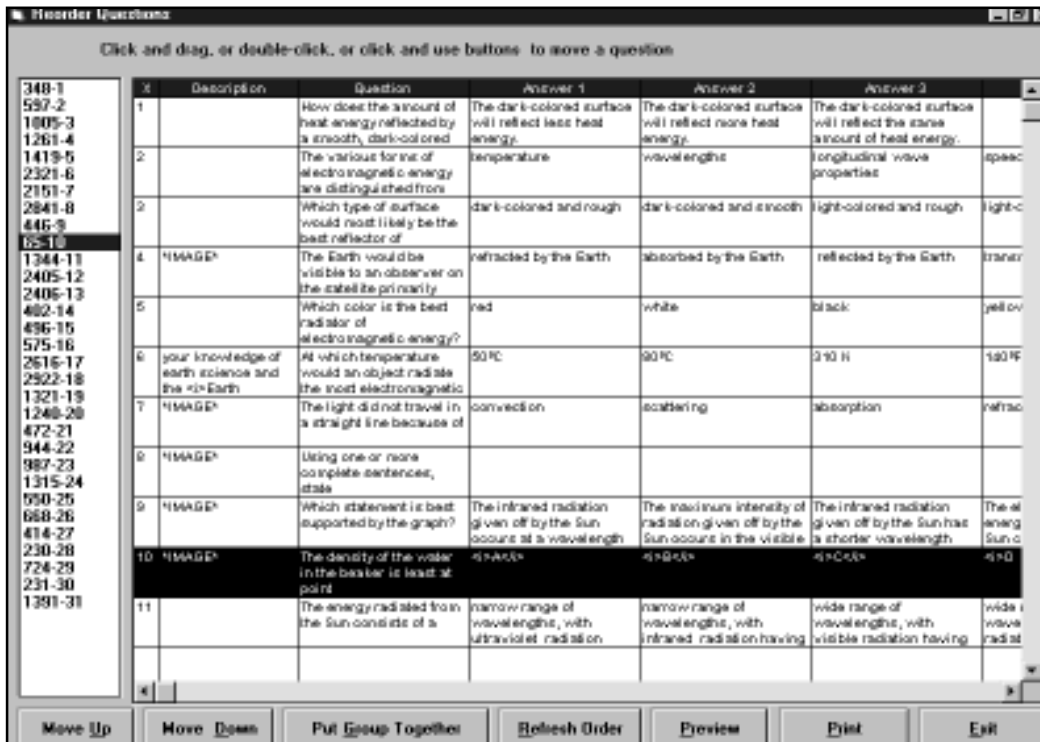 Reorder Questions
Click and drag, or double-click, or click and use buttons to move a question
348-1
597-2
1005-3
1261-4
1419-5
2321-6
2151-7
2841-8
446-9
65-10
1344-11
2405-12
2406-13
402-14
496-15
575-16
2616-17
2922-18
1321-19
1240-20
472-21
944-22
987-23
1315-24
550-25
668-26
414-27
230-28
724-29
231-30
1391-31
X Description Question Answer 1 Answer 2 Answer 3
1 How does the amount of The dark-colored surface The dark-colored surface The dark-colored surface
heat energy reflected by will reflect less heat will reflect more heat will reflect the same
a smooth, dark-colored energy. energy. amount of heat energy.
2 The various forms of temperature wavelengths longitudinal wave speed
electromagnetic energy properties
are distinguished from
3 Which type of surface dark-colored and rough dark-colored and smooth light-colored and rough light-c
would most likely be the
best reflector of
4 *IMAGE* The Earth would be refracted by the Earth absorbed by the Earth reflected by the Earth transm
visible to an observer on
the satellite primarily
5 Which color is the best red white black yellow
radiator of
electromagnetic energy?
6 your knowledge of At which temperature 50°C 90°C 310 140°F
earth science and would an object radiate
the <i>Earth the most electromagnetic
7 *IMAGE* The light did not travel in convection scattering absorption refrac
a straight line because of
8 *IMAGE* Using one or more
complete sentences,
state
9 *IMAGE* Which statement is best The infrared radiation The maximum intensity of The infrared radiation The el
supported by the graph? given off by the Sun radiation given off by the given off by the Sun has energ
occurs at a wavelength Sun occurs in the visible a shorter wavelength Sun o
10 *IMAGE* The density of the water <i>A</i> <i>B</i> <i>C</i> <i>D
in the beaker is least at
point
11 The energy radiated from narrow range of narrow range of wide range of wide
the Sun consists of a wavelengths, with wavelengths, with wavelengths, with wave
ultraviolet radiation infrared radiation having visible radiation having radiat
Move Up Move Down Put Group Together Refresh Order Preview Print Exit